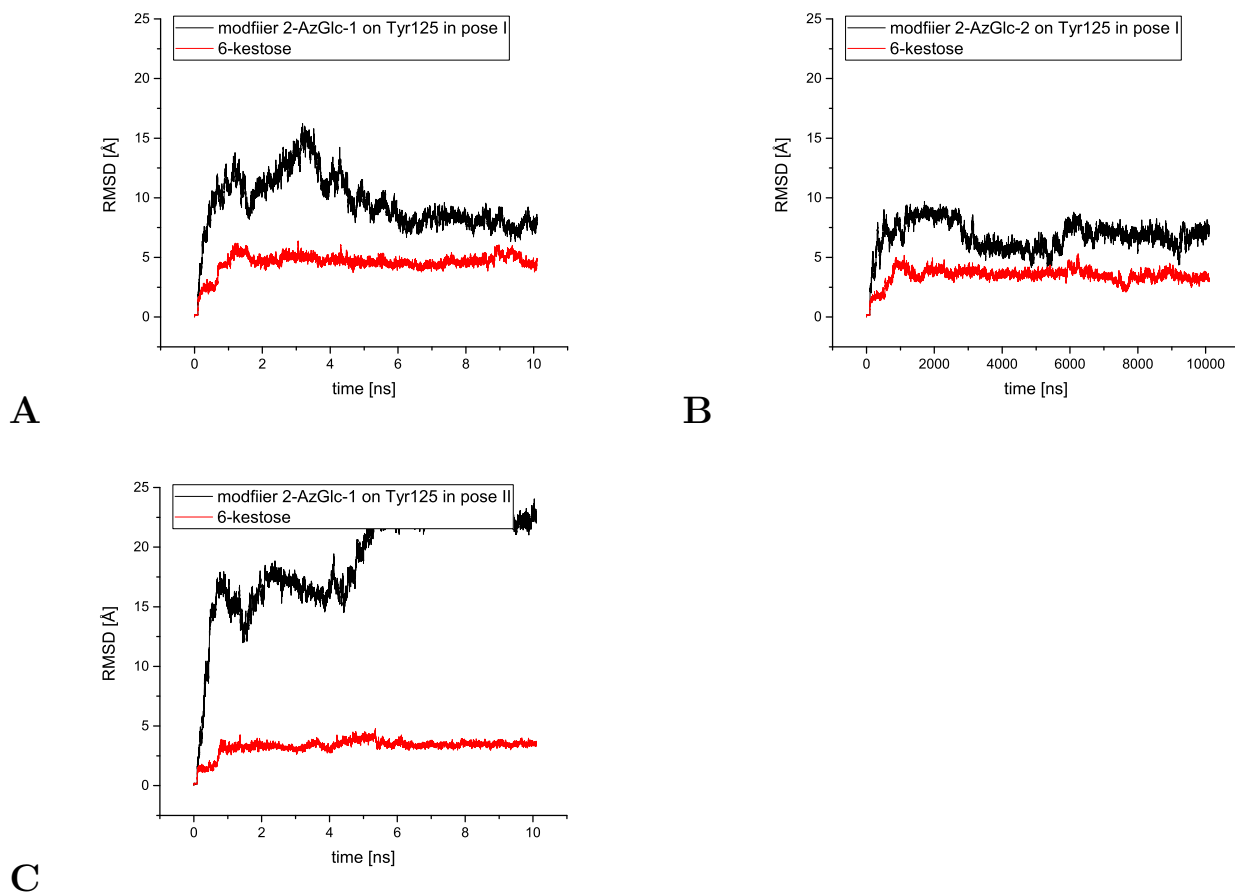 modfiier 2-AzGlc-1 on Tyr125 in pose I
6-kestose
25
20
15
10
5
0
RMSD [Å]
0 2 4 6 8 10
time [ns]
A
modfiier 2-AzGlc-2 on Tyr125 in pose I
6-kestose
25
20
15
10
5
0
RMSD [Å]
0 2000 4000 6000 8000 10000
time [ns]
B
modfiier 2-AzGlc-1 on Tyr125 in pose II
6-kestose
25
20
15
10
5
0
RMSD [Å]
0 2 4 6 8 10
time [ns]
C